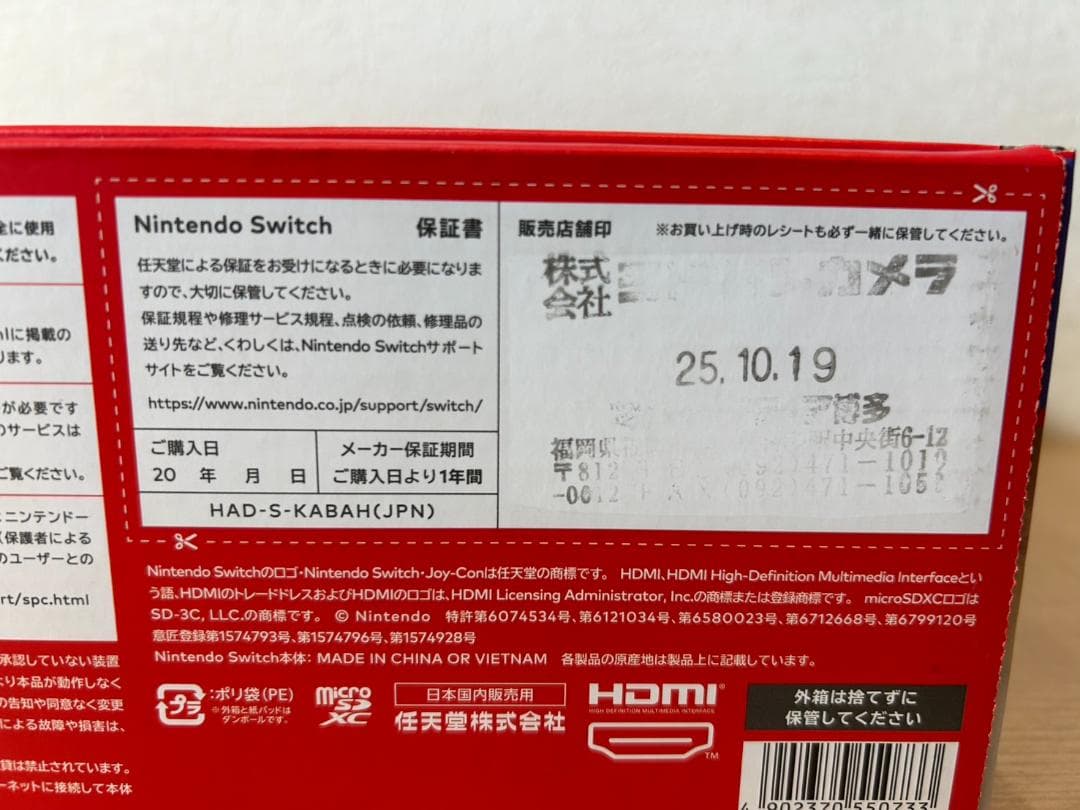 全に使用
ください。
mlに掲載の
ります。
が必要です
のサービスは
ご覧ください。
ニンテンドー
(保護者による
のユーザーとの
rt/spc.html
承認していない装置
より本品が動作しなく
の告知や同意なく変更
による故障や損害は、
貸は禁止されています。
ーネットに接続して本体
Nintendo Switch 保証書
任天堂による保証をお受けになるときに必要になりま
すので、大切に保管してください。
保証規程や修理サービス規程、点検の依頼、修理品の
送り先など、くわしくは、Nintendo Switchサポート
サイトをご覧ください。
https://www.nintendo.co.jp/support/switch/
ご購入日
20 年 月 日
メーカー保証期間
ご購入日より1年間
HAD-S-KABAH(JPN)
販売店舗印 ※お買い上げ時のレシートも必ず一緒に保管してください。
株式
会社
カメラ
25.10.19
博多
福岡県 中央街6-12
〒812 (092)471-1012
-0012 FAX(092)471-105
Nintendo Switchのロゴ・Nintendo Switch・Joy-Conは任天堂の商標です。 HDMI、HDMI High-Definition Multimedia Interfaceとい
う語、HDMIのトレードドレスおよびHDMIのロゴは、HDMI Licensing Administrator, Inc.の商標または登録商標です。 microSDXCロゴは
SD-3C, LLC.の商標です。 © Nintendo 特許第6074534号、第6121034号、第6580023号、第6712668号、第6799120号
意匠登録第1574793号、第1574796号、第1574928号
Nintendo Switch本体: MADE IN CHINA OR VIETNAM 各製品の原産地は製品上に記載しています。
プラ
:ポリ袋(PE)
※外箱と紙パッドは
ダンボールです。
micro
SD
XC
日本国内販売用
任天堂株式会社
HDMI®
HIGH DEFINITION MULTIMEDIA INTERFACE
TM
外箱は捨てずに
保管してください
4 902370 550733